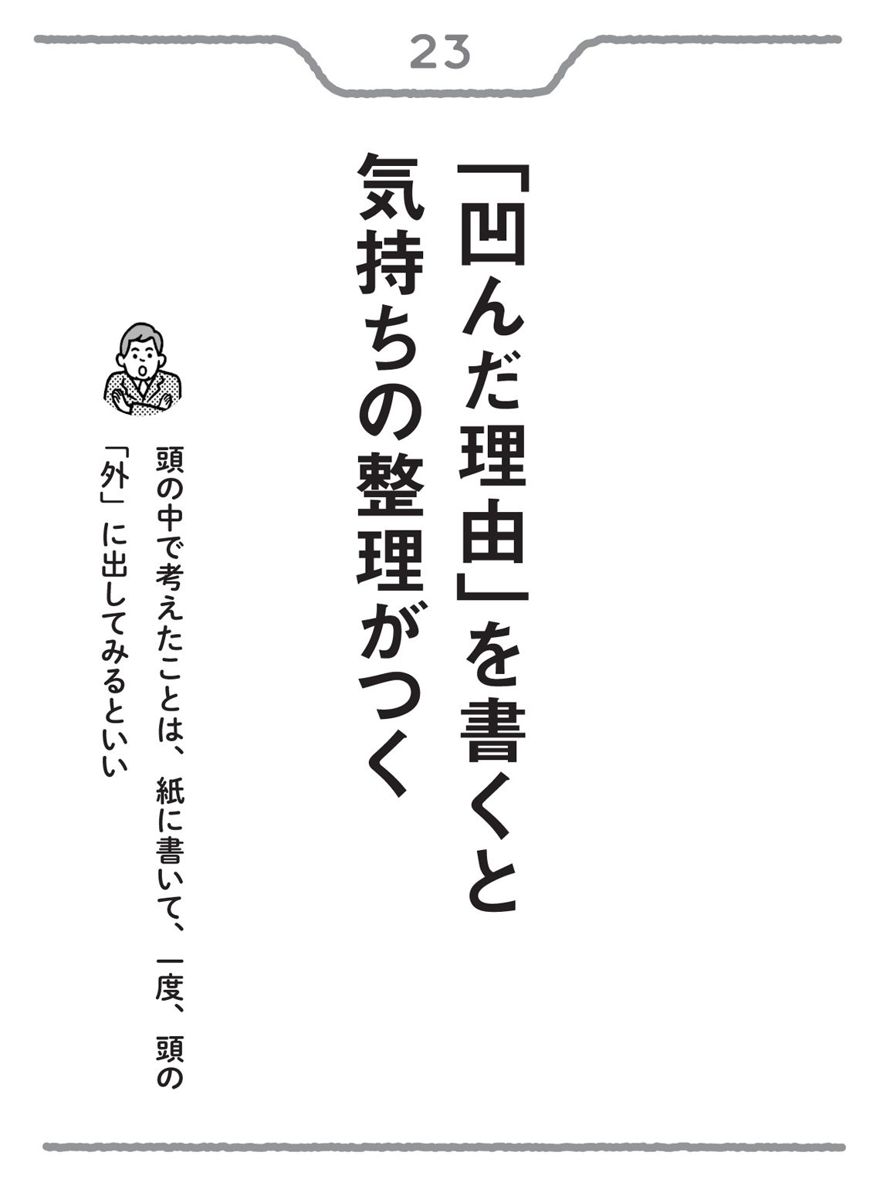 23
「凹んだ理由」を書くと
気持ちの整理がつく
頭の中で考えたことは、紙に書いて、一度、頭の
「外」に出してみるといい